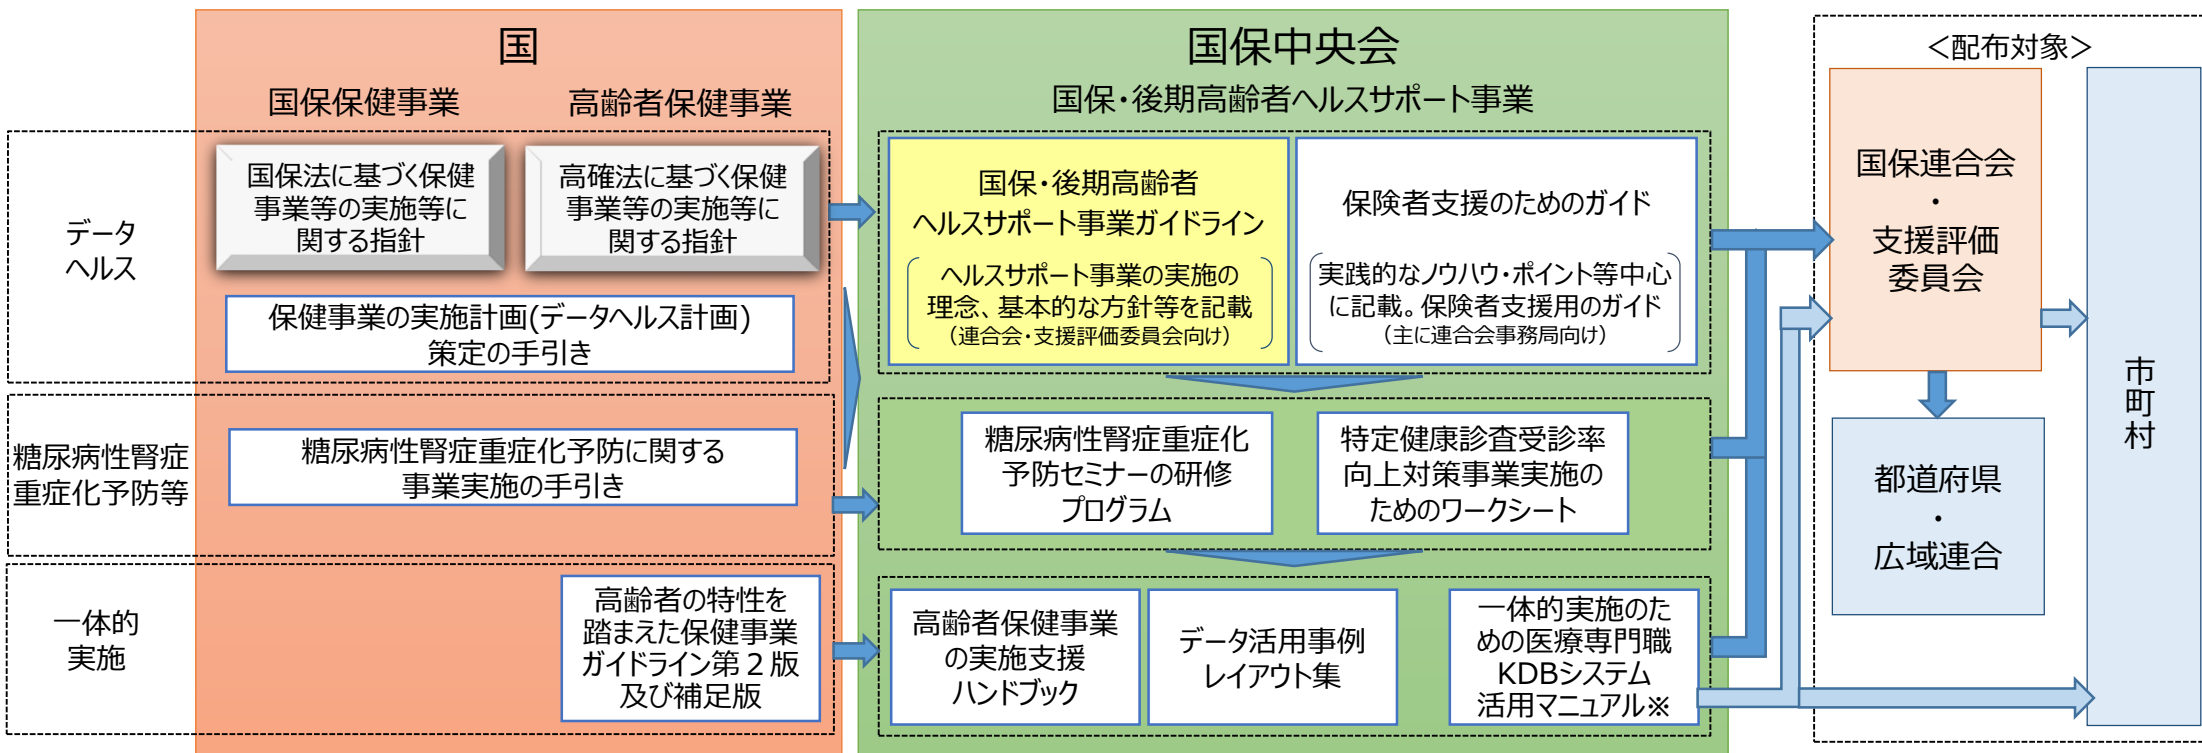 国
国保保健事業
高齢者保健事業
国保中央会
国保・後期高齢者ヘルスサポート事業
＜配布対象＞
データ
ヘルス
国保法に基づく保健
事業等の実施等に
関する指針
高確法に基づく保健
事業等の実施等に
関する指針
保健事業の実施計画(データヘルス計画)
策定の手引き
国保・後期高齢者
ヘルスサポート事業ガイドライン
ヘルスサポート事業の実施の
理念、基本的な方針等を記載
（連合会・支援評価委員会向け）
保険者支援のためのガイド
実践的なノウハウ・ポイント等中心
に記載。保険者支援用のガイド
（主に連合会事務局向け）
糖尿病性腎症
重症化予防等
糖尿病性腎症重症化予防に関する
事業実施の手引き
糖尿病性腎症重症化
予防セミナーの研修
プログラム
特定健康診査受診率
向上対策事業実施の
ためのワークシート
一体的
実施
高齢者の特性を
踏まえた保健事業
ガイドライン第２版
及び補足版
高齢者保健事業
の実施支援
ハンドブック
データ活用事例
レイアウト集
一体的実施のた
めの医療専門職
KDBシステム
活用マニュアル※
国保連合会
・
支援評価
委員会
都道府県
・
広域連合
市町村